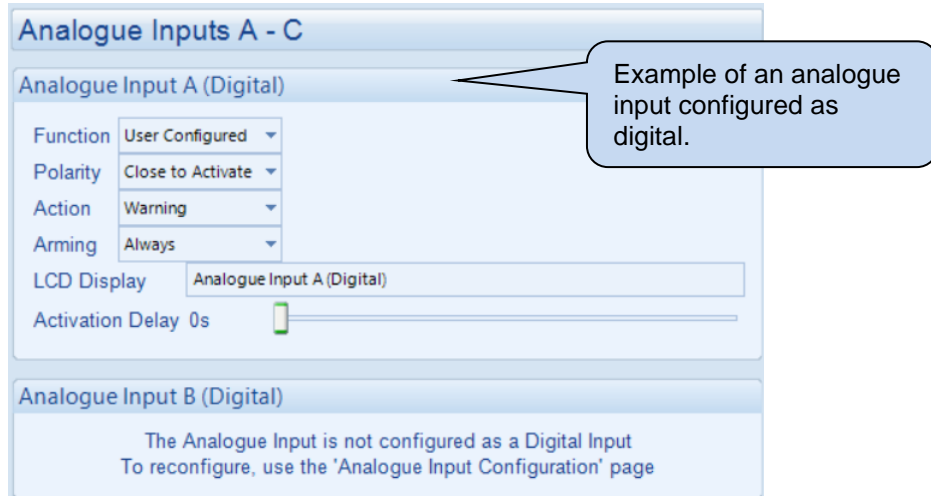 Analogue Inputs A - C
Example of an analogue
input configured as
digital.
Analogue Input A (Digital)
Function User Configured
Polarity Close to Activate
Action Warning
Arming Always
LCD Display Analogue Input A (Digital)
Activation Delay 0s
Analogue Input B (Digital)
The Analogue Input is not configured as a Digital Input
To reconfigure, use the 'Analogue Input Configuration' page